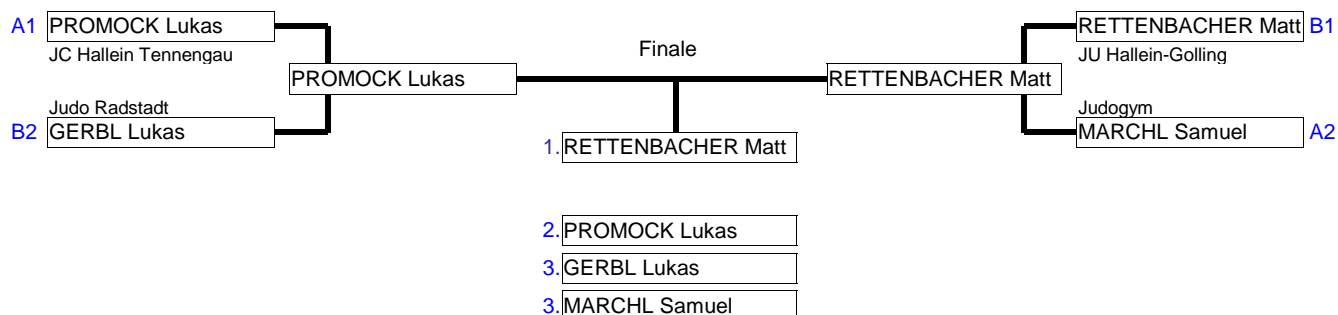 A1 PROMOCK Lukas
JC Hallein Tennengau
PROMOCK Lukas
Judo Radstadt
B2 GERBL Lukas
Finale
RETTENBACHER Matt B1
JU Hallein-Golling
RETTENBACHER Matt
Judogym
MARCHL Samuel A2
1. RETTENBACHER Matt
2. PROMOCK Lukas
3. GERBL Lukas
3. MARCHL Samuel